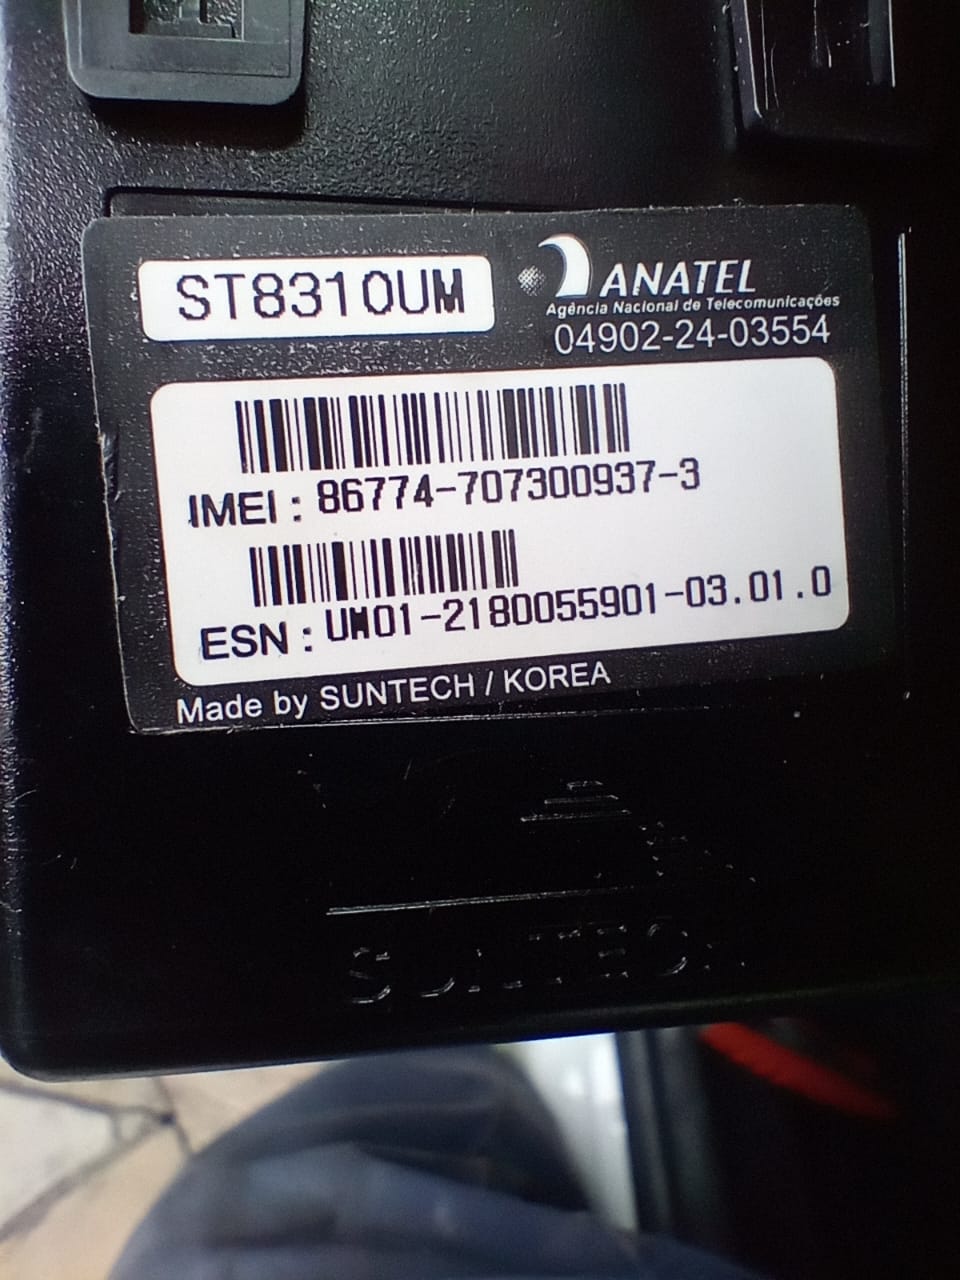 ST8310UM
ANATEL
Agência Nacional de Telecomunicações
04902-24-03554
IMEI : 86774-707300937-3
ESN : UM01-2180055901-03.01.0
Made by SUNTECH / KOREA
SUNTECH